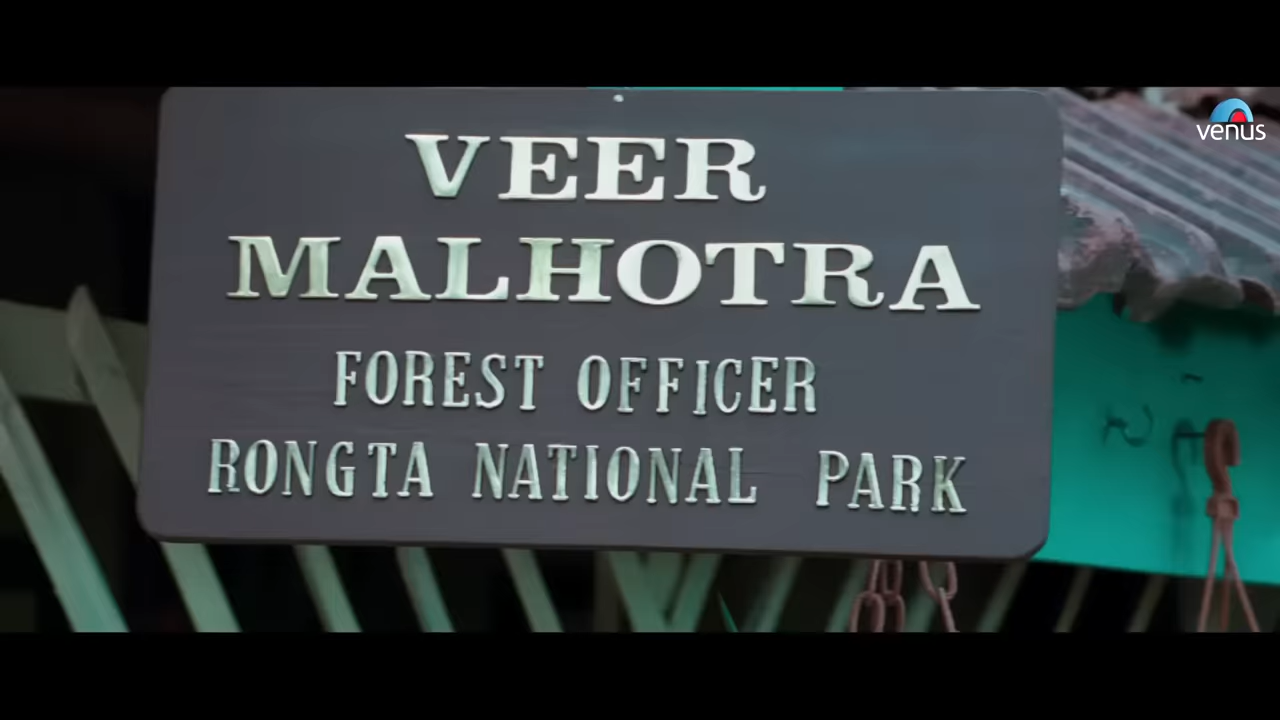 VEER
MALHOTRA
FOREST OFFICER
RONGTA NATIONAL PARK
venus